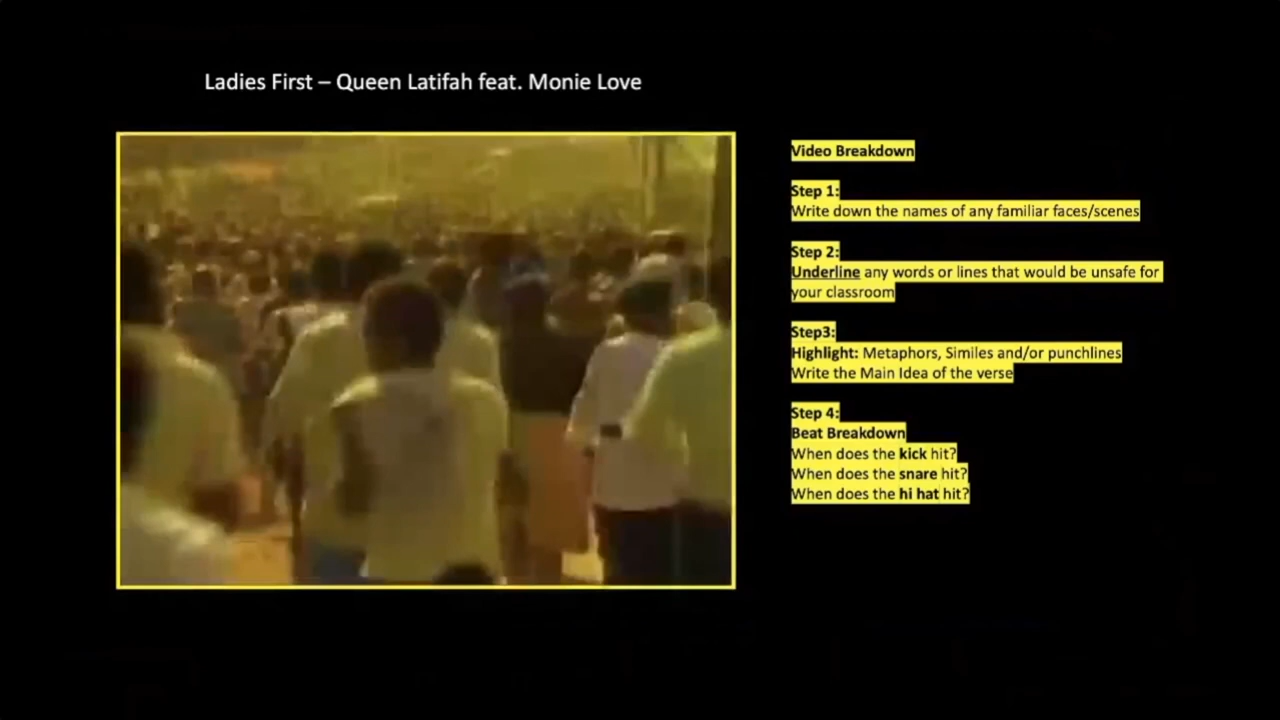 Ladies First – Queen Latifah feat. Monie Love
Video Breakdown
Step 1:
Write down the names of any familiar faces/scenes
Step 2:
Underline any words or lines that would be unsafe for
your classroom
Step3:
Highlight: Metaphors, Similes and/or punchlines
Write the Main Idea of the verse
Step 4:
Beat Breakdown
When does the kick hit?
When does the snare hit?
When does the hi hat hit?